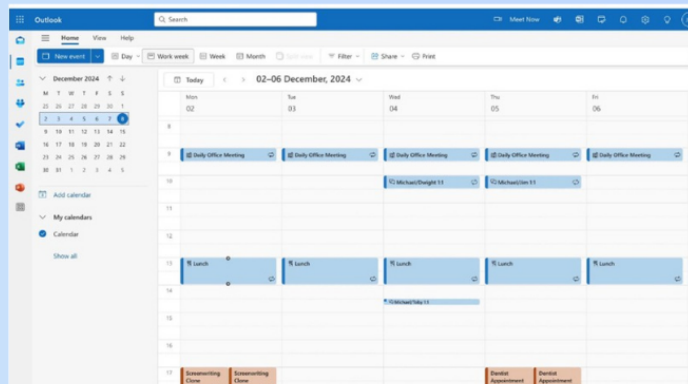 Outlook
Search
Meet Now
Home View Help
New event
Day
Work week
Week
Month
Split view
Filter
Share
Print
December 2024
Today
02–06 December, 2024
M T W T F S S
25 26 27 28 29 30 1
2 3 4 5 6 7 8
9 10 11 12 13 14 15
16 17 18 19 20 21 22
23 24 25 26 27 28 29
30 31 1 2 3 4 5
Add calendar
My calendars
Calendar
Show all
Mon Tue Wed Thu Fri
02 03 04 05 06
8
9
Daily Office Meeting Daily Office Meeting Daily Office Meeting Daily Office Meeting Daily Office Meeting
10
Michael/Dwight 1:1 Michael/Jim 1:1
11
12
13
Lunch Lunch Lunch Lunch Lunch
14
Michael/Toby 1:1
15
16
17
Screenwriting Screenwriting Dentist Dentist
Clone Clone Appointment Appointment